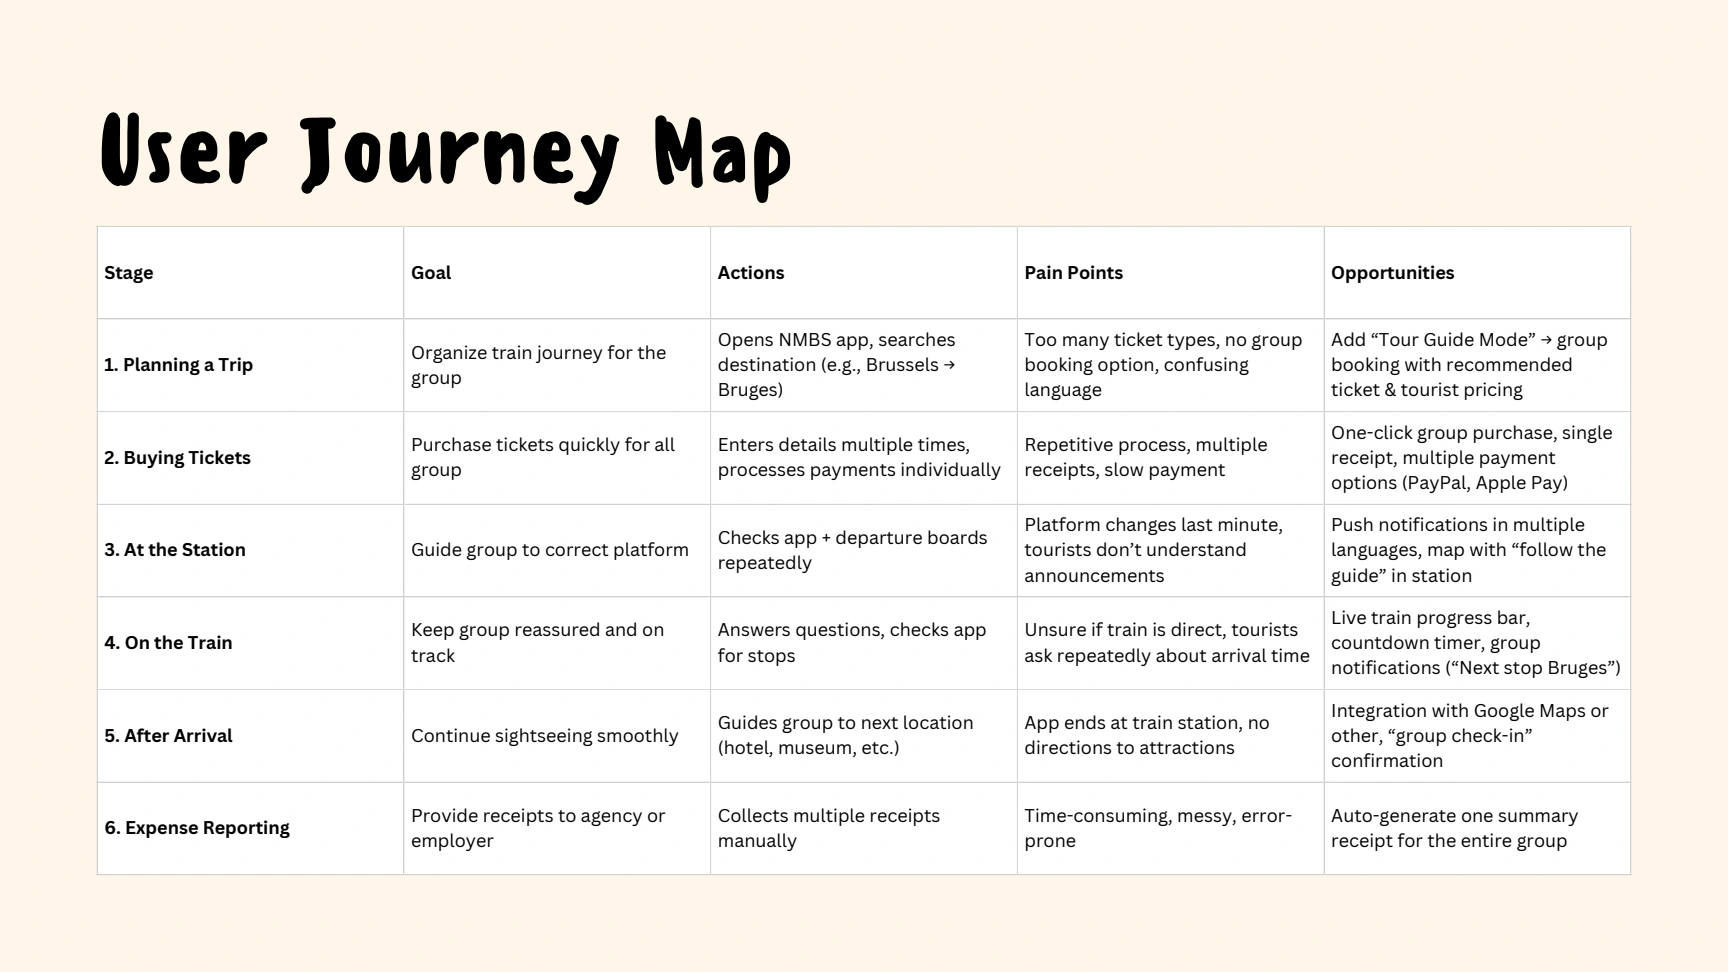 User Journey Map
Stage
Goal
Actions
Pain Points
Opportunities
1. Planning a Trip
Organize train journey for the
group
Opens NMBS app, searches
destination (e.g., Brussels →
Bruges)
Too many ticket types, no group
booking option, confusing
language
Add “Tour Guide Mode” → group
booking with recommended
ticket & tourist pricing
2. Buying Tickets
Purchase tickets quickly for all
group
Enters details multiple times,
processes payments individually
Repetitive process, multiple
receipts, slow payment
One-click group purchase, single
receipt, multiple payment
options (PayPal, Apple Pay)
3. At the Station
Guide group to correct platform
Checks app + departure boards
repeatedly
Platform changes last minute,
tourists don’t understand
announcements
Push notifications in multiple
languages, map with “follow the
guide” in station
4. On the Train
Keep group reassured and on
track
Answers questions, checks app
for stops
Unsure if train is direct, tourists
ask repeatedly about arrival time
Live train progress bar,
countdown timer, group
notifications (“Next stop Bruges”)
5. After Arrival
Continue sightseeing smoothly
Guides group to next location
(hotel, museum, etc.)
App ends at train station, no
directions to attractions
Integration with Google Maps or
other, “group check-in”
confirmation
6. Expense Reporting
Provide receipts to agency or
employer
Collects multiple receipts
manually
Time-consuming, messy, error-
prone
Auto-generate one summary
receipt for the entire group